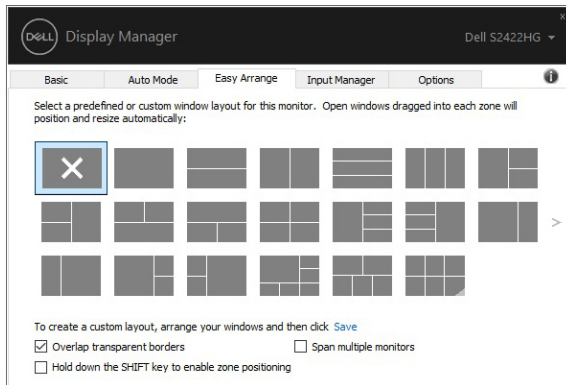 DELL Display Manager
Dell S2422HG
Basic
Auto Mode
Easy Arrange
Input Manager
Options
Select a predefined or custom window layout for this monitor. Open windows dragged into each zone will
position and resize automatically:
To create a custom layout, arrange your windows and then click Save
Overlap transparent borders
Span multiple monitors
Hold down the SHIFT key to enable zone positioning